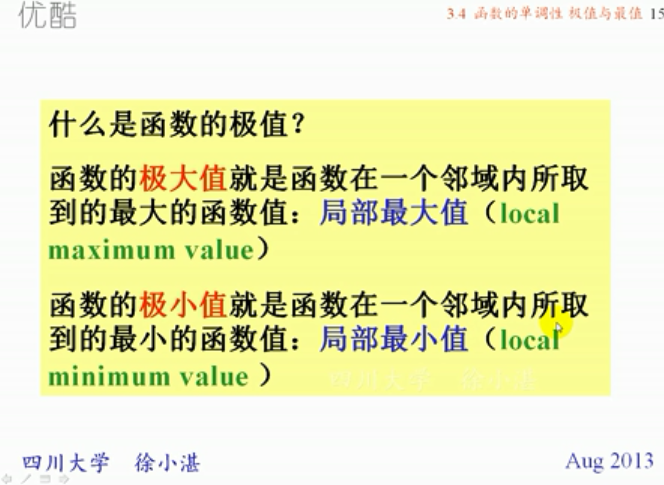 优酷
3.4 函数的单调性 极值与最值 15
什么是函数的极值？
函数的极大值就是函数在一个邻域内所取
到的最大的函数值：局部最大值（local
maximum value）
函数的极小值就是函数在一个邻域内所取
到的最小的函数值：局部最小值（local
minimum value ）
四川大学 徐小湛
四川大学 徐小湛
Aug 2013